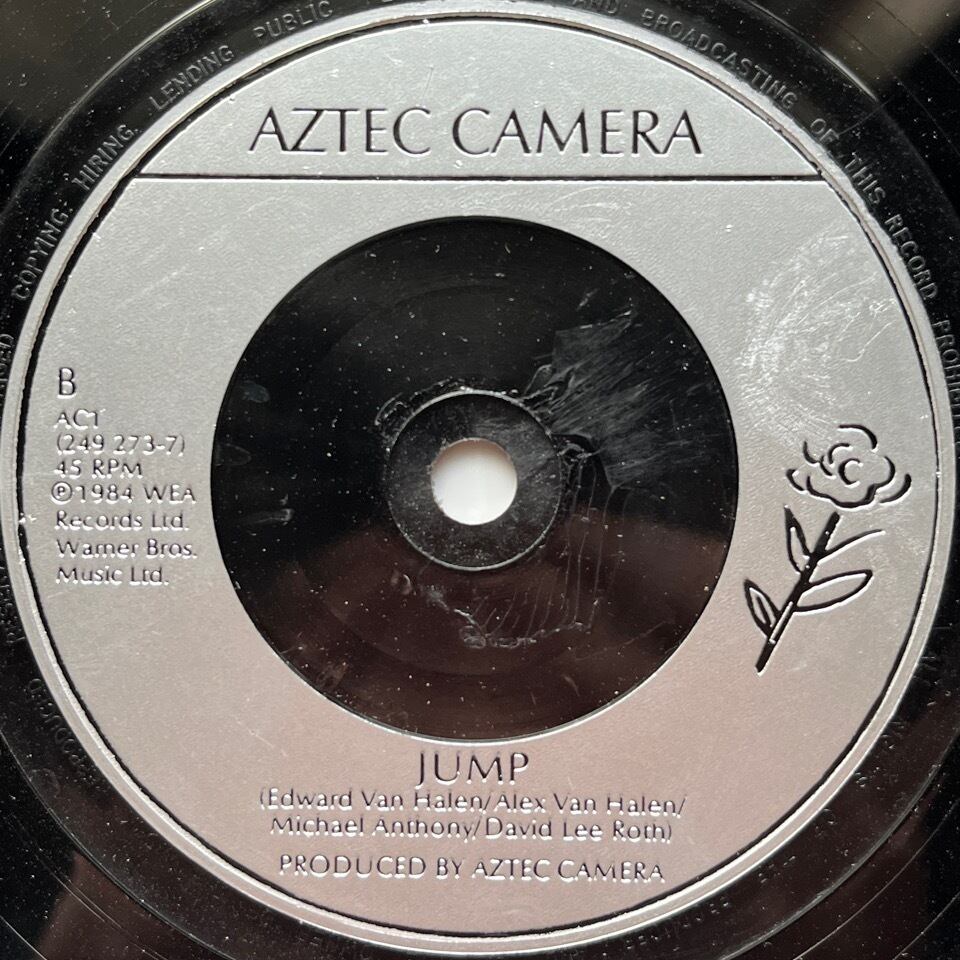 COPYING. HIRING. LENDING PUBLIC AND BROADCASTING OF THIS RECORD
AZTEC CAMERA
B
AC1
(249 273-7)
45 RPM
℗1984 WEA
Records Ltd.
Warner Bros.
Music Ltd.
JUMP
(Edward Van Halen/Alex Van Halen/
Michael Anthony/David Lee Roth)
PRODUCED BY AZTEC CAMERA